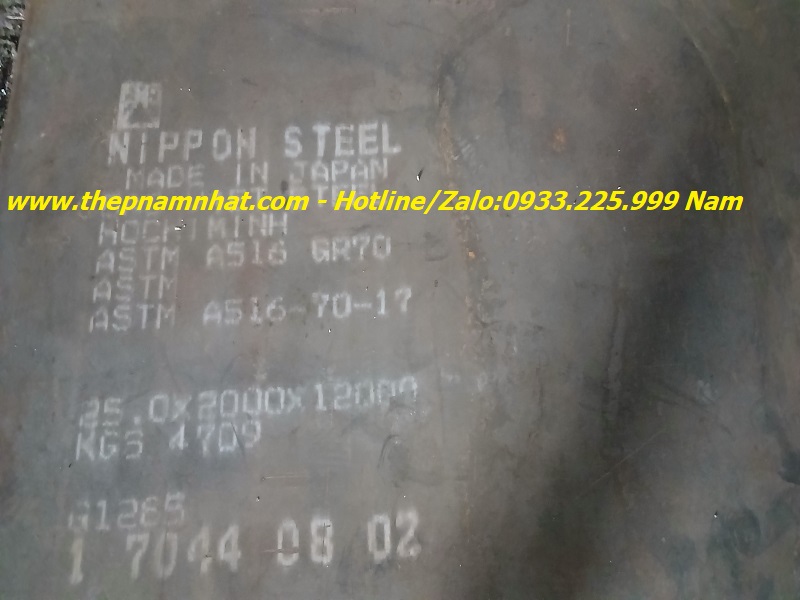 NIPPON STEEL
MADE IN JAPAN
www.thepnamnhat.com - Hotline/Zalo:0933.225.999 Nam
HOCHIMINH
ASTM A516 GR70
ASTM
ASTM A516-70-17
25.0X2000X12000
KGS 4709
G1265
1 7044 08 02